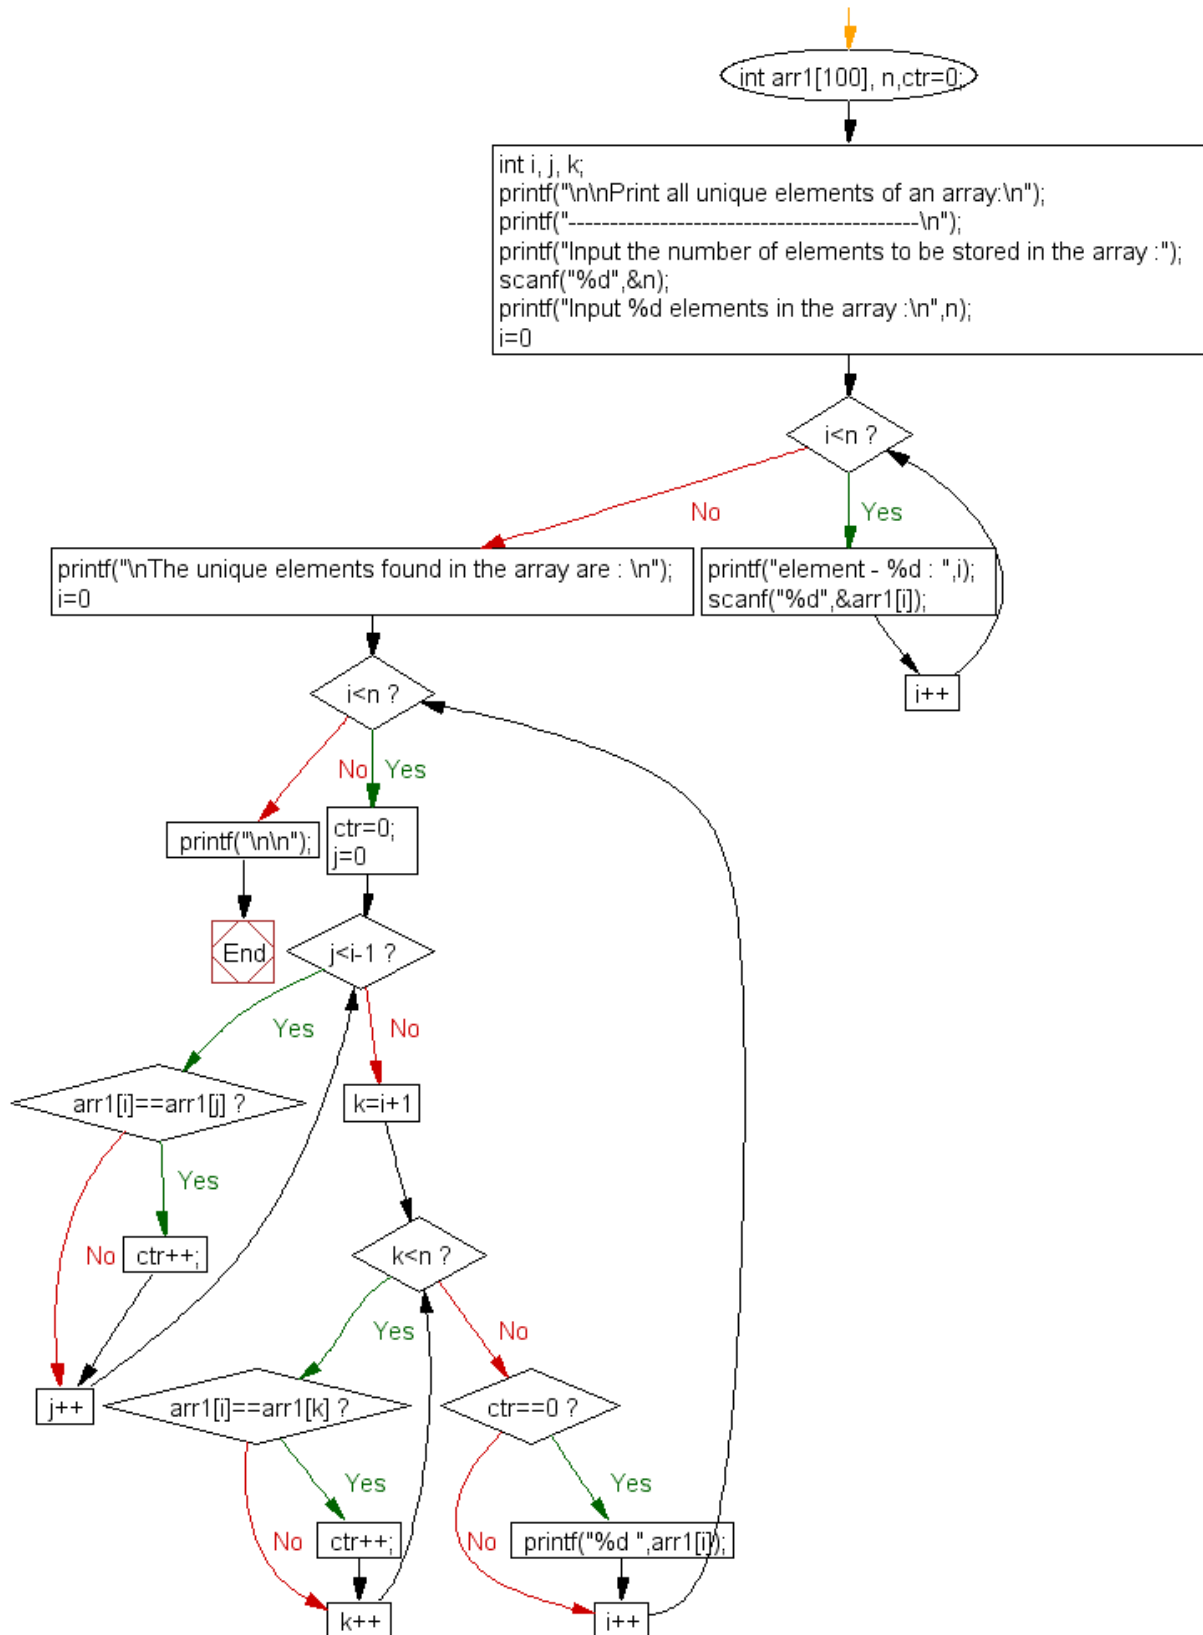 int arr1[100], n,ctr=0;
int i, j, k;
printf("\n\nPrint all unique elements of an array:\n");
printf("------------------------------------------\n");
printf("Input the number of elements to be stored in the array :");
scanf("%d",&n);
printf("Input %d elements in the array :\n",n);
i=0
i<n ?
No
Yes
printf("\nThe unique elements found in the array are : \n");
i=0
printf("element - %d : ",i);
scanf("%d",&arr1[i]);
i++
i<n ?
No
Yes
printf("\n\n");
ctr=0;
j=0
End
j<i-1 ?
Yes
No
arr1[i]==arr1[j] ?
k=i+1
Yes
No
ctr++;
k<n ?
Yes
No
j++
arr1[i]==arr1[k] ?
ctr==0 ?
Yes
Yes
No
ctr++;
No
printf("%d ",arr1[i]);
k++
i++